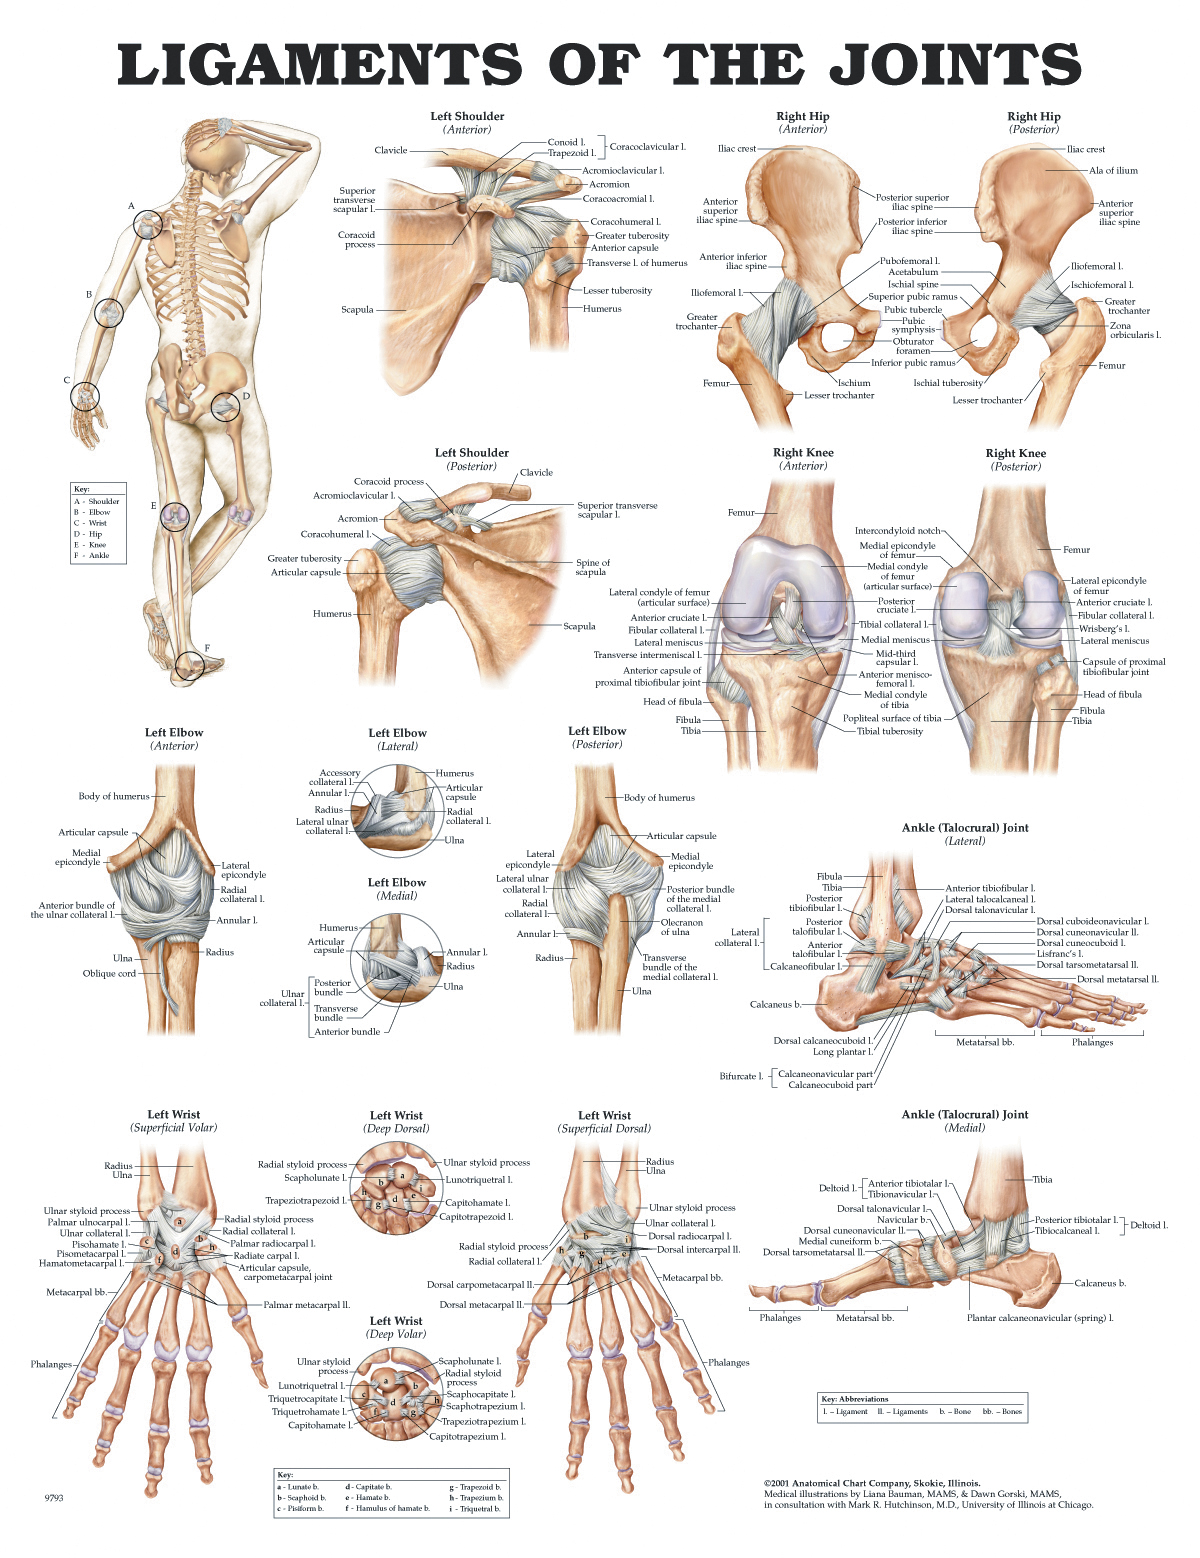 LIGAMENTS OF THE JOINTS
A
B
C
D
E
F
Key:
A - Shoulder
B - Elbow
C - Wrist
D - Hip
E - Knee
F - Ankle
Left Shoulder
(Anterior)
Clavicle
Superior
transverse
scapular l.
Coracoid
process
Scapula
Conoid l.
Trapezoid l.
Coracoclavicular l.
Acromioclavicular l.
Acromion
Coracoacromial l.
Coracohumeral l.
Greater tuberosity
Anterior capsule
Transverse l. of humerus
Lesser tuberosity
Humerus
Right Hip
(Anterior)
Iliac crest
Anterior
superior
iliac spine
Anterior inferior
iliac spine
Iliofemoral l.
Greater
trochanter
Femur
Posterior superior
iliac spine
Posterior inferior
iliac spine
Pubofemoral l.
Acetabulum
Ischial spine
Superior pubic ramus
Pubic tubercle
Pubic
symphysis
Obturator
foramen
Inferior pubic ramus
Ischium
Lesser trochanter
Right Hip
(Posterior)
Iliac crest
Ala of ilium
Anterior
superior
iliac spine
Iliofemoral l.
Ischiofemoral l.
Greater
trochanter
Zona
orbicularis l.
Femur
Ischial tuberosity
Lesser trochanter
Left Shoulder
(Posterior)
Clavicle
Coracoid process
Acromioclavicular l.
Acromion
Coracohumeral l.
Greater tuberosity
Articular capsule
Humerus
Superior transverse
scapular l.
Spine of
scapula
Scapula
Right Knee
(Anterior)
Femur
Lateral condyle of femur
(articular surface)
Anterior cruciate l.
Fibular collateral l.
Lateral meniscus
Transverse intermeniscal l.
Anterior capsule of
proximal tibiofibular joint
Head of fibula
Fibula
Tibia
Intercondyloid notch
Medial epicondyle
of femur
Medial condyle
of femur
(articular surface)
Posterior
cruciate l.
Tibial collateral l.
Medial meniscus
Mid-third
capsular l.
Anterior menisco-
femoral l.
Medial condyle
of tibia
Popliteal surface of tibia
Tibial tuberosity
Right Knee
(Posterior)
Femur
Lateral epicondyle
of femur
Anterior cruciate l.
Fibular collateral l.
Wrisberg's l.
Lateral meniscus
Capsule of proximal
tibiofibular joint
Head of fibula
Fibula
Tibia
Left Elbow
(Anterior)
Body of humerus
Articular capsule
Medial
epicondyle
Anterior bundle of
the ulnar collateral l.
Ulna
Oblique cord
Lateral
epicondyle
Radial
collateral l.
Annular l.
Radius
Left Elbow
(Lateral)
Accessory
collateral l.
Annular l.
Radius
Lateral ulnar
collateral l.
Humerus
Articular
capsule
Radial
collateral l.
Ulna
Left Elbow
(Medial)
Humerus
Articular
capsule
Ulnar
collateral l.
Posterior
bundle
Transverse
bundle
Anterior bundle
Annular l.
Radius
Ulna
Left Elbow
(Posterior)
Body of humerus
Articular capsule
Lateral
epicondyle
Lateral ulnar
collateral l.
Radial
collateral l.
Annular l.
Radius
Medial
epicondyle
Posterior bundle
of the medial
collateral l.
Olecranon
of ulna
Transverse
bundle of the
medial collateral l.
Ulna
Ankle (Talocrural) Joint
(Lateral)
Fibula
Tibia
Posterior
tibiofibular l.
Lateral
collateral l.
Posterior
talofibular l.
Anterior
talofibular l.
Calcaneofibular l.
Calcaneus b.
Anterior tibiofibular l.
Lateral talocalcaneal l.
Dorsal talonavicular l.
Dorsal cuboideonavicular l.
Dorsal cuneonavicular ll.
Dorsal cuneocuboid l.
Lisfranc's l.
Dorsal tarsometatarsal ll.
Dorsal metatarsal ll.
Dorsal calcaneocuboid l.
Long plantar l.
Bifurcate l.
Calcaneonavicular part
Calcaneocuboid part
Metatarsal bb.
Phalanges
Left Wrist
(Superficial Volar)
Radius
Ulna
Ulnar styloid process
Palmar ulnocarpal l.
Ulnar collateral l.
Pisohamate l.
Pisometacarpal l.
Hamatometacarpal l.
Metacarpal bb.
Phalanges
Radial styloid process
Radial collateral l.
Palmar radiocarpal l.
Radiate carpal l.
Articular capsule,
carpometacarpal joint
Palmar metacarpal ll.
a
b
c
d
f
h
Left Wrist
(Deep Dorsal)
Radial styloid process
Scapholunate l.
Trapeziotrapezoid l.
Ulnar styloid process
Lunotriquetral l.
Capitohamate l.
Capitotrapezoid l.
a
b
h
i
d
e
g
Left Wrist
(Superficial Dorsal)
Radius
Ulna
Ulnar styloid process
Ulnar collateral l.
Dorsal radiocarpal l.
Dorsal intercarpal ll.
Radial styloid process
Radial collateral l.
Dorsal carpometacarpal ll.
Dorsal metacarpal ll.
Metacarpal bb.
Phalanges
b
i
h
g
e
d
Left Wrist
(Deep Volar)
Ulnar styloid
process
Lunotriquetral l.
Triquetrocapitate l.
Triquetrohamate l.
Capitohamate l.
Scapholunate l.
Radial styloid
process
Scaphocapitate l.
Scaphotrapezium l.
Trapeziotrapezium l.
Capitotrapezium l.
a
b
c
d
h
f
g
Ankle (Talocrural) Joint
(Medial)
Deltoid l.
Anterior tibiotalar l.
Tibionavicular l.
Dorsal talonavicular l.
Navicular b.
Dorsal cuneonavicular ll.
Medial cuneiform b.
Dorsal tarsometatarsal ll.
Tibia
Posterior tibiotalar l.
Tibiocalcaneal l.
Deltoid l.
Calcaneus b.
Phalanges
Metatarsal bb.
Plantar calcaneonavicular (spring) l.
Key: Abbreviations
l. – Ligament ll. – Ligaments b. – Bone bb. – Bones
Key:
a - Lunate b. d - Capitate b. g - Trapezoid b.
b - Scaphoid b. e - Hamate b. h - Trapezium b.
c - Pisiform b. f - Hamulus of hamate b. i - Triquetral b.
9793
©2001 Anatomical Chart Company, Skokie, Illinois.
Medical illustrations by Liana Bauman, MAMS, & Dawn Gorski, MAMS,
in consultation with Mark R. Hutchinson, M.D., University of Illinois at Chicago.